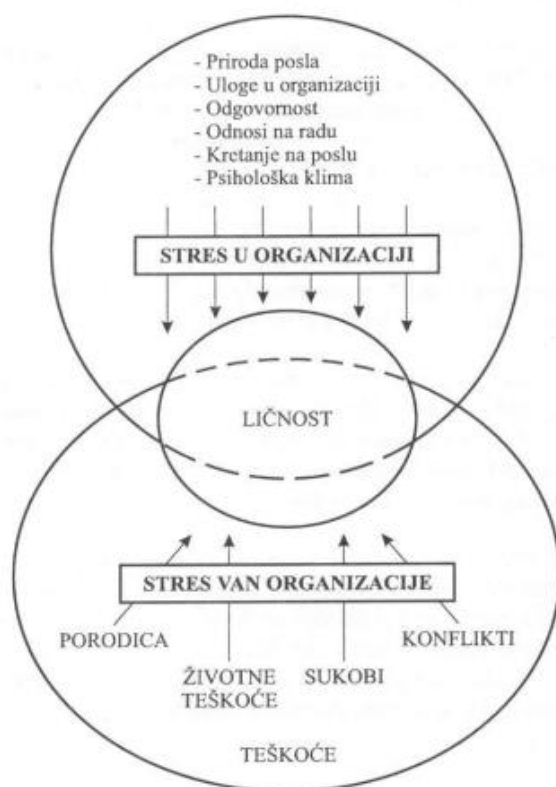 - Priroda posla
- Uloge u organizaciji
- Odgovornost
- Odnosi na radu
- Kretanje na poslu
- Psihološka klima
STRES U ORGANIZACIJI
LIČNOST
STRES VAN ORGANIZACIJE
PORODICA
KONFLIKTI
ŽIVOTNE
TEŠKOĆE
SUKOBI
TEŠKOĆE